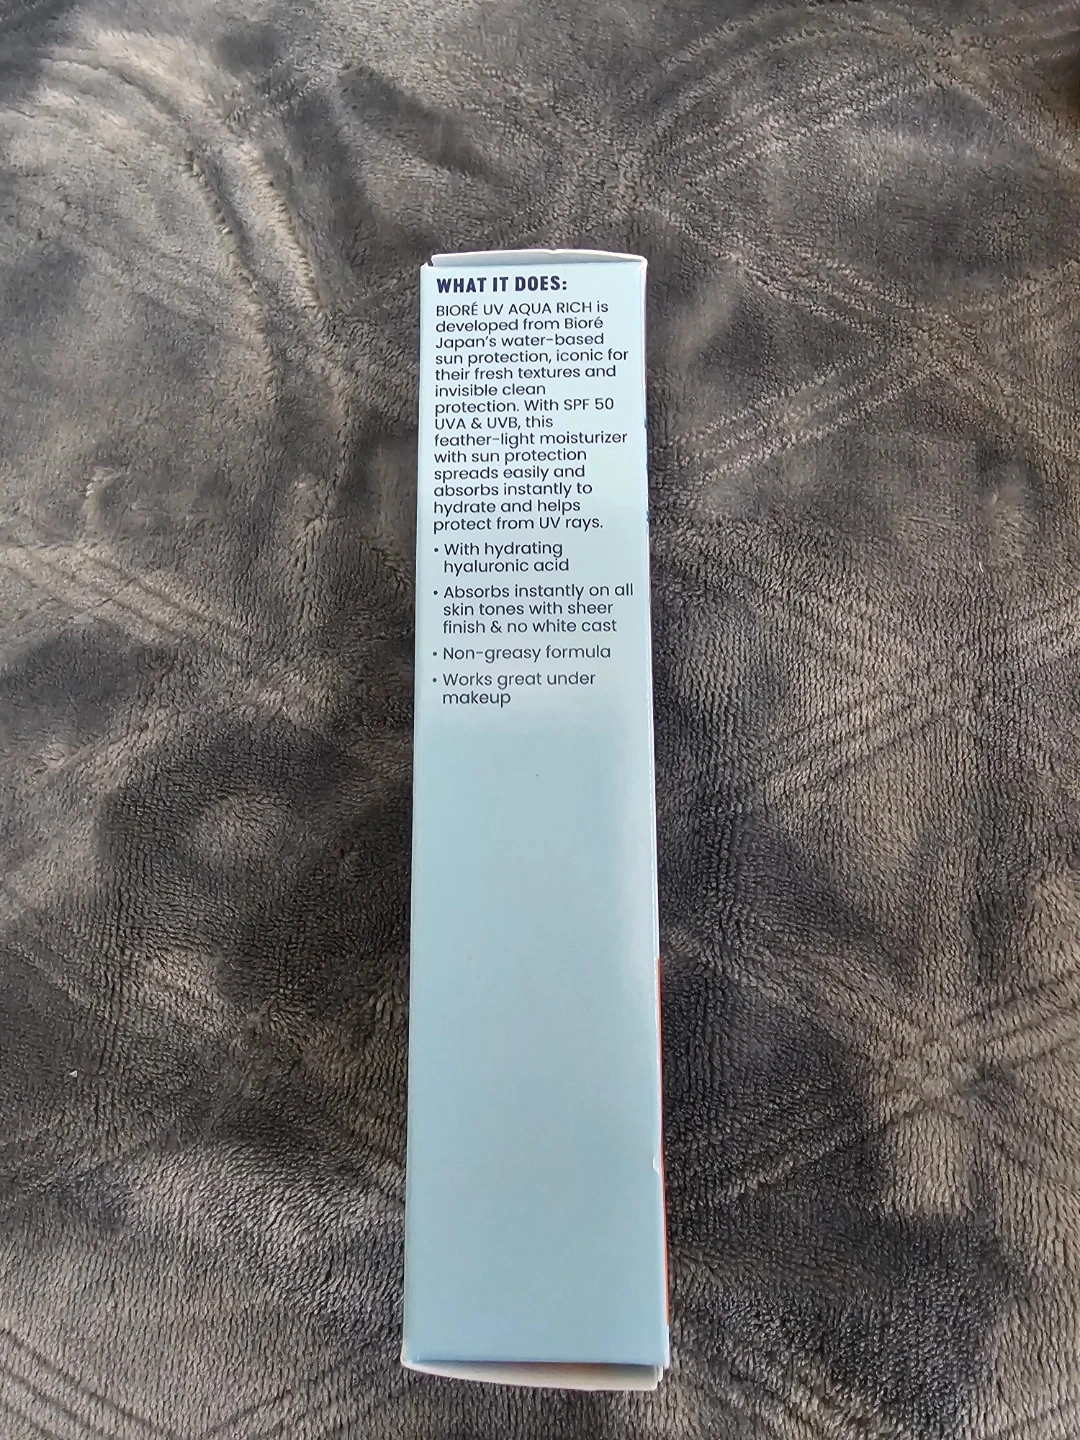 WHAT IT DOES:
BIORÉ UV AQUA RICH is
developed from Bioré
Japan's water-based
sun protection, iconic for
their fresh textures and
invisible clean
protection. With SPF 50
UVA & UVB, this
feather-light moisturizer
with sun protection
spreads easily and
absorbs instantly to
hydrate and helps
protect from UV rays.
• With hydrating
hyaluronic acid
• Absorbs instantly on all
skin tones with sheer
finish & no white cast
• Non-greasy formula
• Works great under
makeup